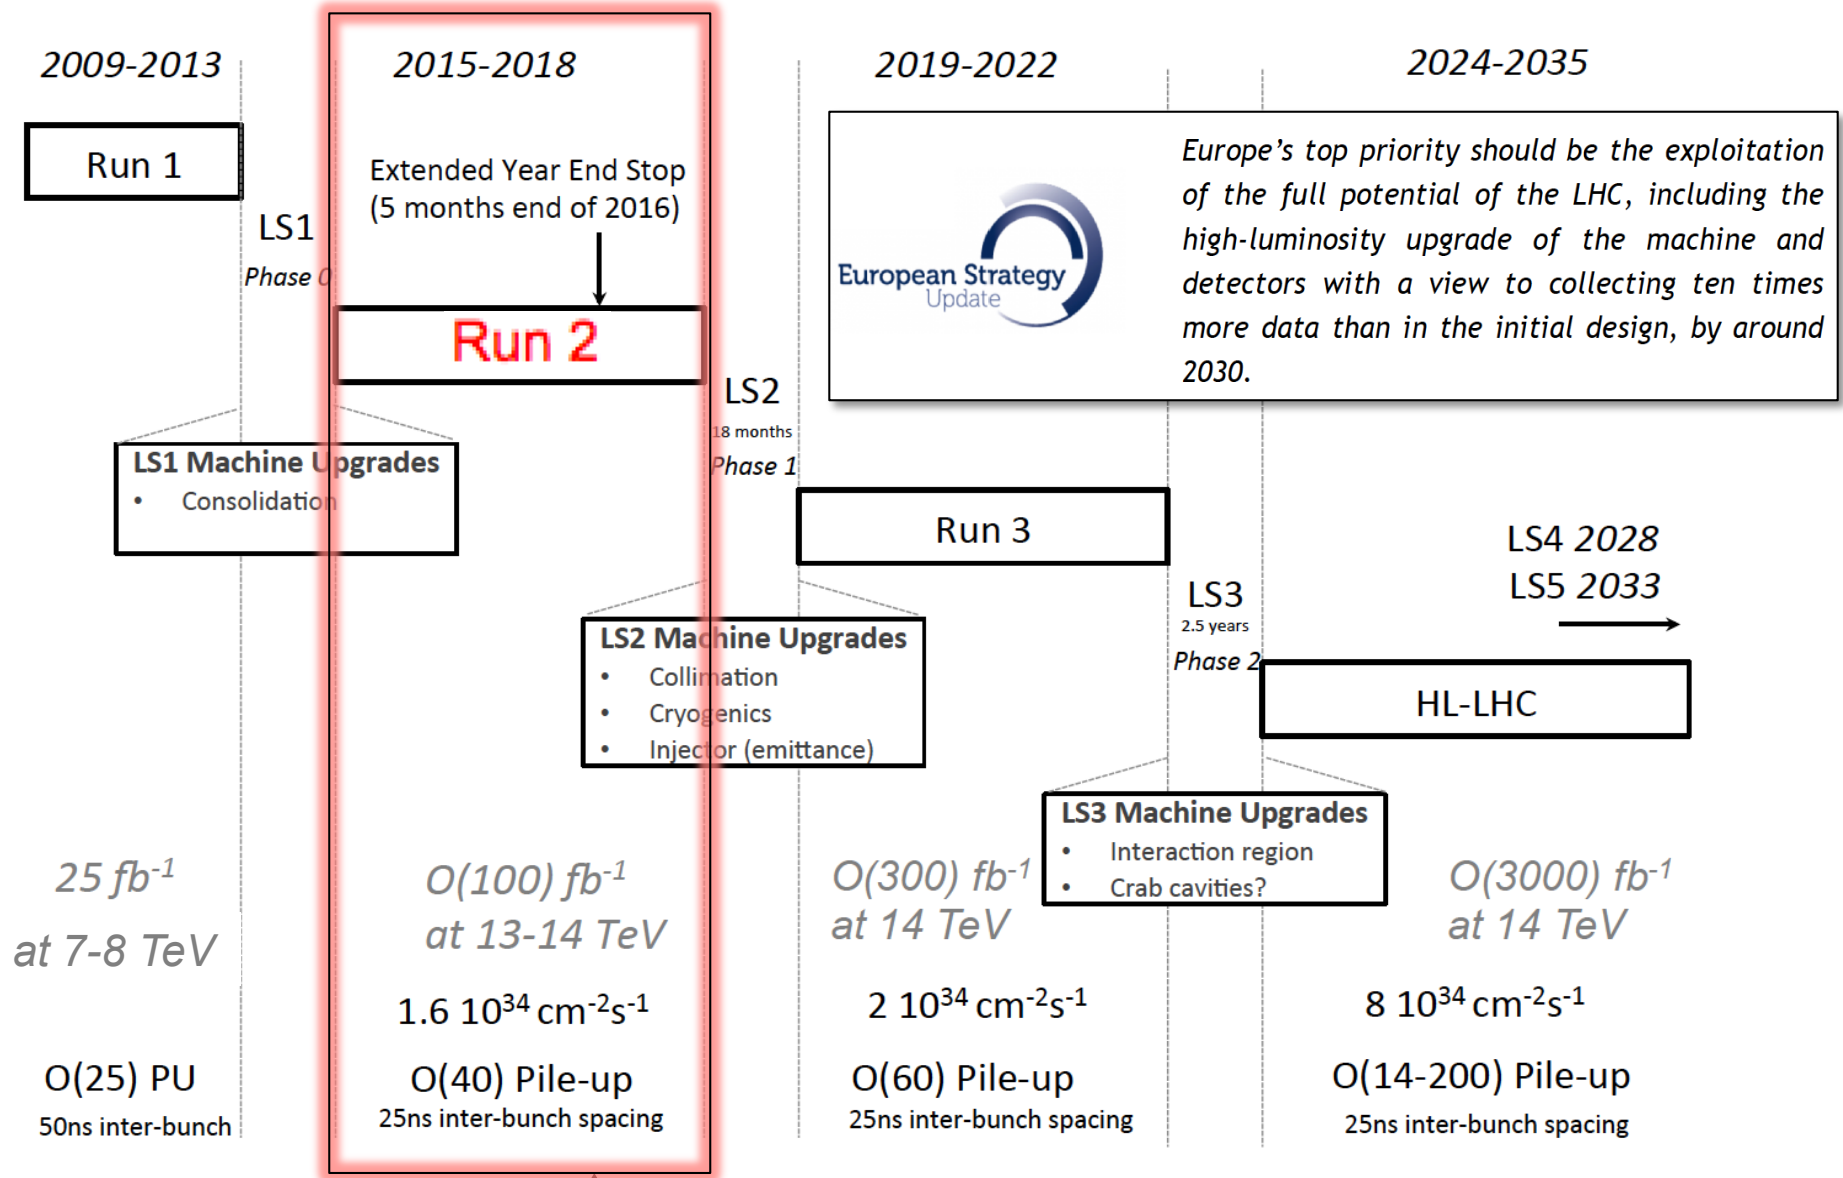 2009-2013
2015-2018
2019-2022
2024-2035
Run 1
LS1
Phase 0
Extended Year End Stop
(5 months end of 2016)
Run 2
European Strategy
Update
Europe's top priority should be the exploitation
of the full potential of the LHC, including the
high-luminosity upgrade of the machine and
detectors with a view to collecting ten times
more data than in the initial design, by around
2030.
LS2
18 months
Phase 1
LS1 Machine Upgrades
• Consolidation
Run 3
LS4 2028
LS5 2033
LS3
2.5 years
Phase 2
LS2 Machine Upgrades
• Collimation
• Cryogenics
• Injector (emittance)
HL-LHC
LS3 Machine Upgrades
• Interaction region
• Crab cavities?
25 fb⁻¹
at 7-8 TeV
O(100) fb⁻¹
at 13-14 TeV
O(300) fb⁻¹
at 14 TeV
O(3000) fb⁻¹
at 14 TeV
1.6 10³⁴ cm⁻²s⁻¹
2 10³⁴ cm⁻²s⁻¹
8 10³⁴ cm⁻²s⁻¹
O(25) PU
50ns inter-bunch
O(40) Pile-up
25ns inter-bunch spacing
O(60) Pile-up
25ns inter-bunch spacing
O(14-200) Pile-up
25ns inter-bunch spacing